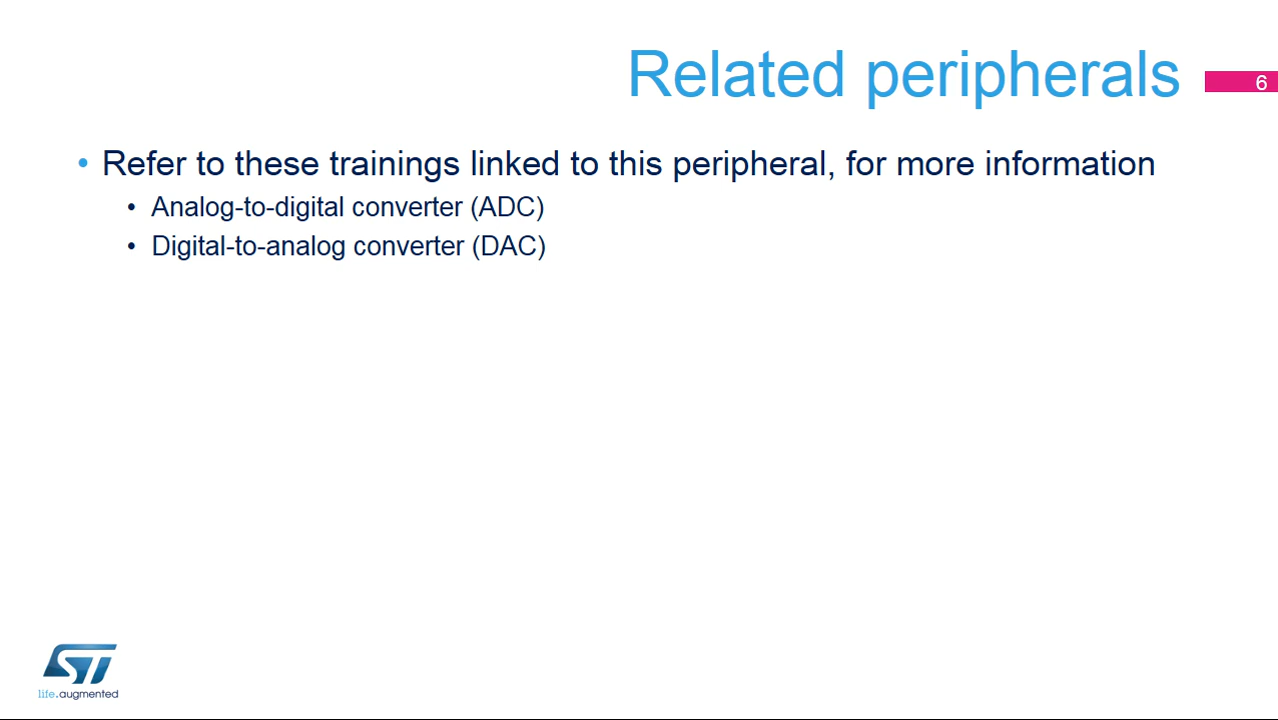 Related peripherals
6
• Refer to these trainings linked to this peripheral, for more information
• Analog-to-digital converter (ADC)
• Digital-to-analog converter (DAC)
ST
life.augmented